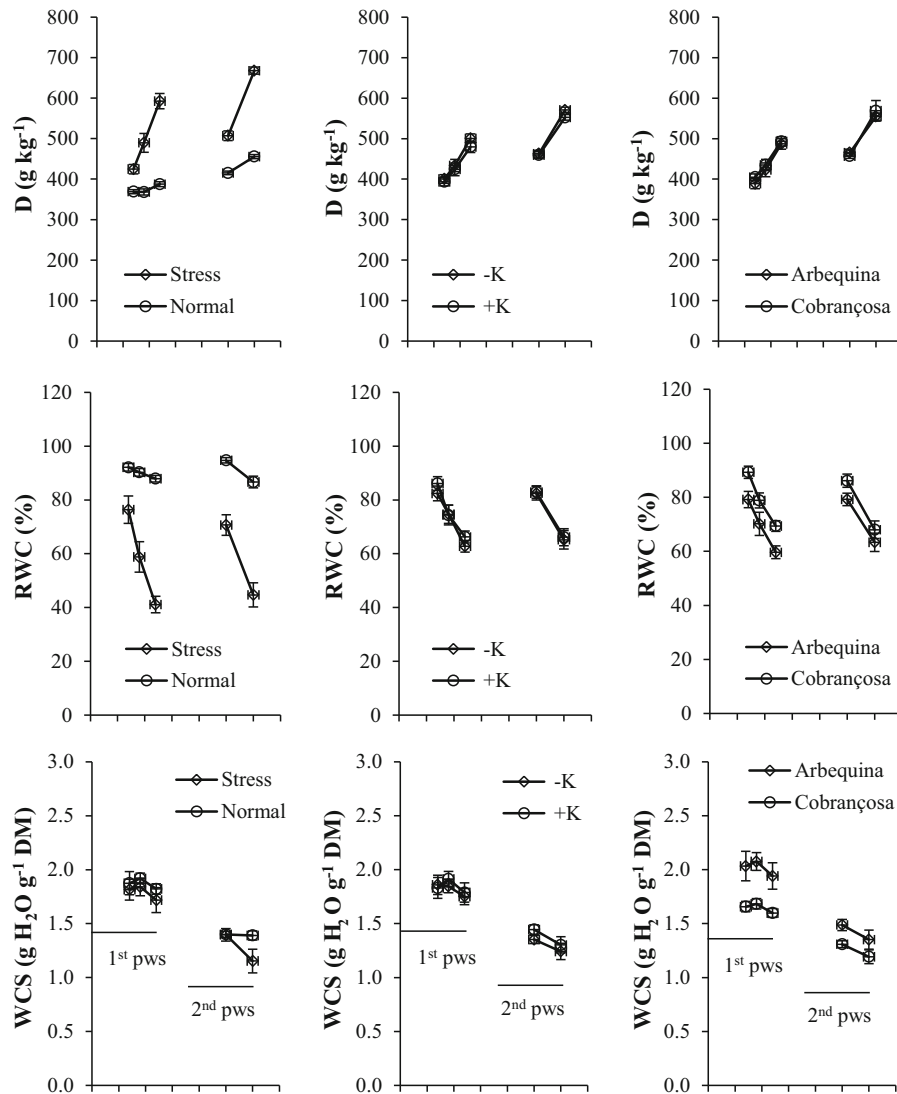 800
700
600
500
400
300
200
100
0
D (g kg⁻¹)
Stress
Normal
800
700
600
500
400
300
200
100
0
D (g kg⁻¹)
-K
+K
800
700
600
500
400
300
200
100
0
D (g kg⁻¹)
Arbequina
Cobrançosa
120
100
80
60
40
20
0
RWC (%)
Stress
Normal
120
100
80
60
40
20
0
RWC (%)
-K
+K
120
100
80
60
40
20
0
RWC (%)
Arbequina
Cobrançosa
3.0
2.5
2.0
1.5
1.0
0.5
0.0
WCS (g H₂O g⁻¹ DM)
Stress
Normal
1st pws
2nd pws
3.0
2.5
2.0
1.5
1.0
0.5
0.0
WCS (g H₂O g⁻¹ DM)
-K
+K
1st pws
2nd pws
3.0
2.5
2.0
1.5
1.0
0.5
0.0
WCS (g H₂O g⁻¹ DM)
Arbequina
Cobrançosa
1st pws
2nd pws